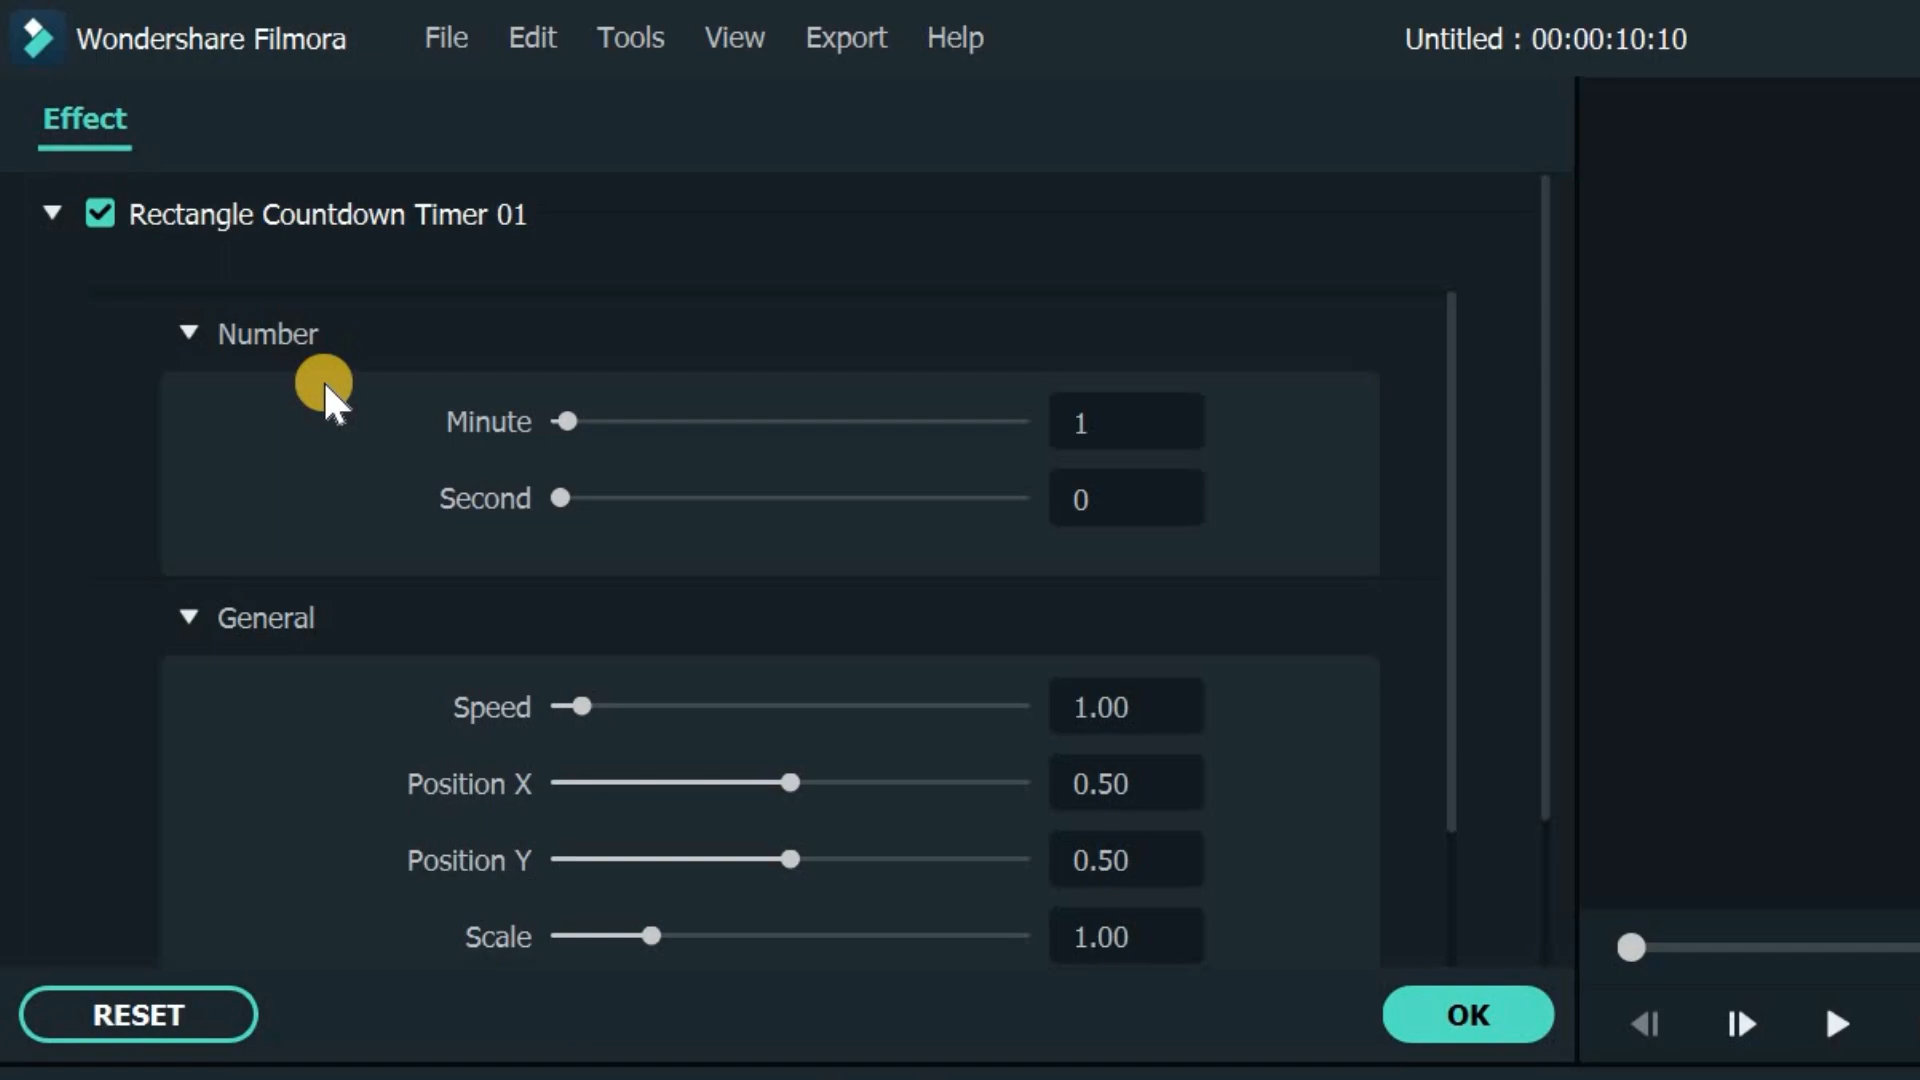 Wondershare Filmora File Edit Tools View Export Help Untitled : 00:00:10:10
Effect
Rectangle Countdown Timer 01
Number
Minute 1
Second 0
General
Speed 1.00
Position X 0.50
Position Y 0.50
Scale 1.00
RESET OK